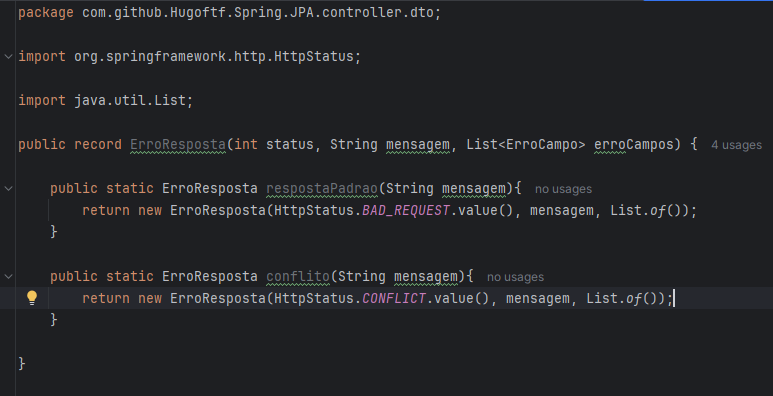 package com.github.Hugoftf.Spring.JPA.controller.dto;
import org.springframework.http.HttpStatus;
import java.util.List;
public record ErroResposta(int status, String mensagem, List<ErroCampo> erroCampos) { 4 usages
public static ErroResposta respostaPadrao(String mensagem){ no usages
return new ErroResposta(HttpStatus.BAD_REQUEST.value(), mensagem, List.of());
}
public static ErroResposta conflito(String mensagem){ no usages
return new ErroResposta(HttpStatus.CONFLICT.value(), mensagem, List.of());
}
}